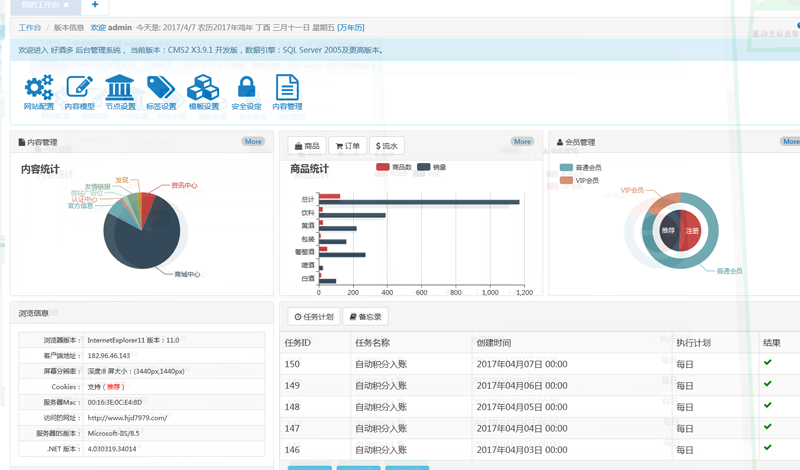 我的工作台 × +
工作台 / 版本信息 欢迎 admin 今天是: 2017/4/7 农历2017年鸡年 丁酉 三月十一日 星期五 [万年历]
欢迎进入 好酒多 后台管理系统，当前版本：CMS2 X3.9.1 开发版，数据引擎：SQL Server 2005及更高版本。
网站配置 内容模型 节点设置 标签设置 模板设置 安全设定 内容管理
内容管理 More
内容统计
发现
友情链接
资讯中心
微站广告位
认证中心
官方信息
商城中心
商品 订单 $ 流水 More
商品统计
商品数 销量
总计
饮料
黄酒
包装
葡萄酒
啤酒
白酒
0 200 400 600 800 1,000 1,200
会员管理 More
普通会员
VIP会员
VIP会员
推荐 注册
普通会员
浏览信息
浏览器版本： InternetExplorer11 版本：11.0
客户端地址： 182.96.46.143
屏幕分辨率： 深度:8 屏大小：(3440px,1440px)
Cookies： 支持 ( 推荐 )
服务器Mac： 00:16:3E:0C:E4:8D
访问的网址： http://www.hjd7979.com/
服务器IIS版本： Microsoft-IIS/8.5
.NET 版本： 4.030319.34014
任务计划 备忘录
任务ID 任务名称 创建时间 执行计划 结果
150 自动积分入账 2017年04月07日 00:00 每日
149 自动积分入账 2017年04月06日 00:00 每日
148 自动积分入账 2017年04月05日 00:00 每日
147 自动积分入账 2017年04月04日 00:00 每日
146 自动积分入账 2017年04月03日 00:00 每日